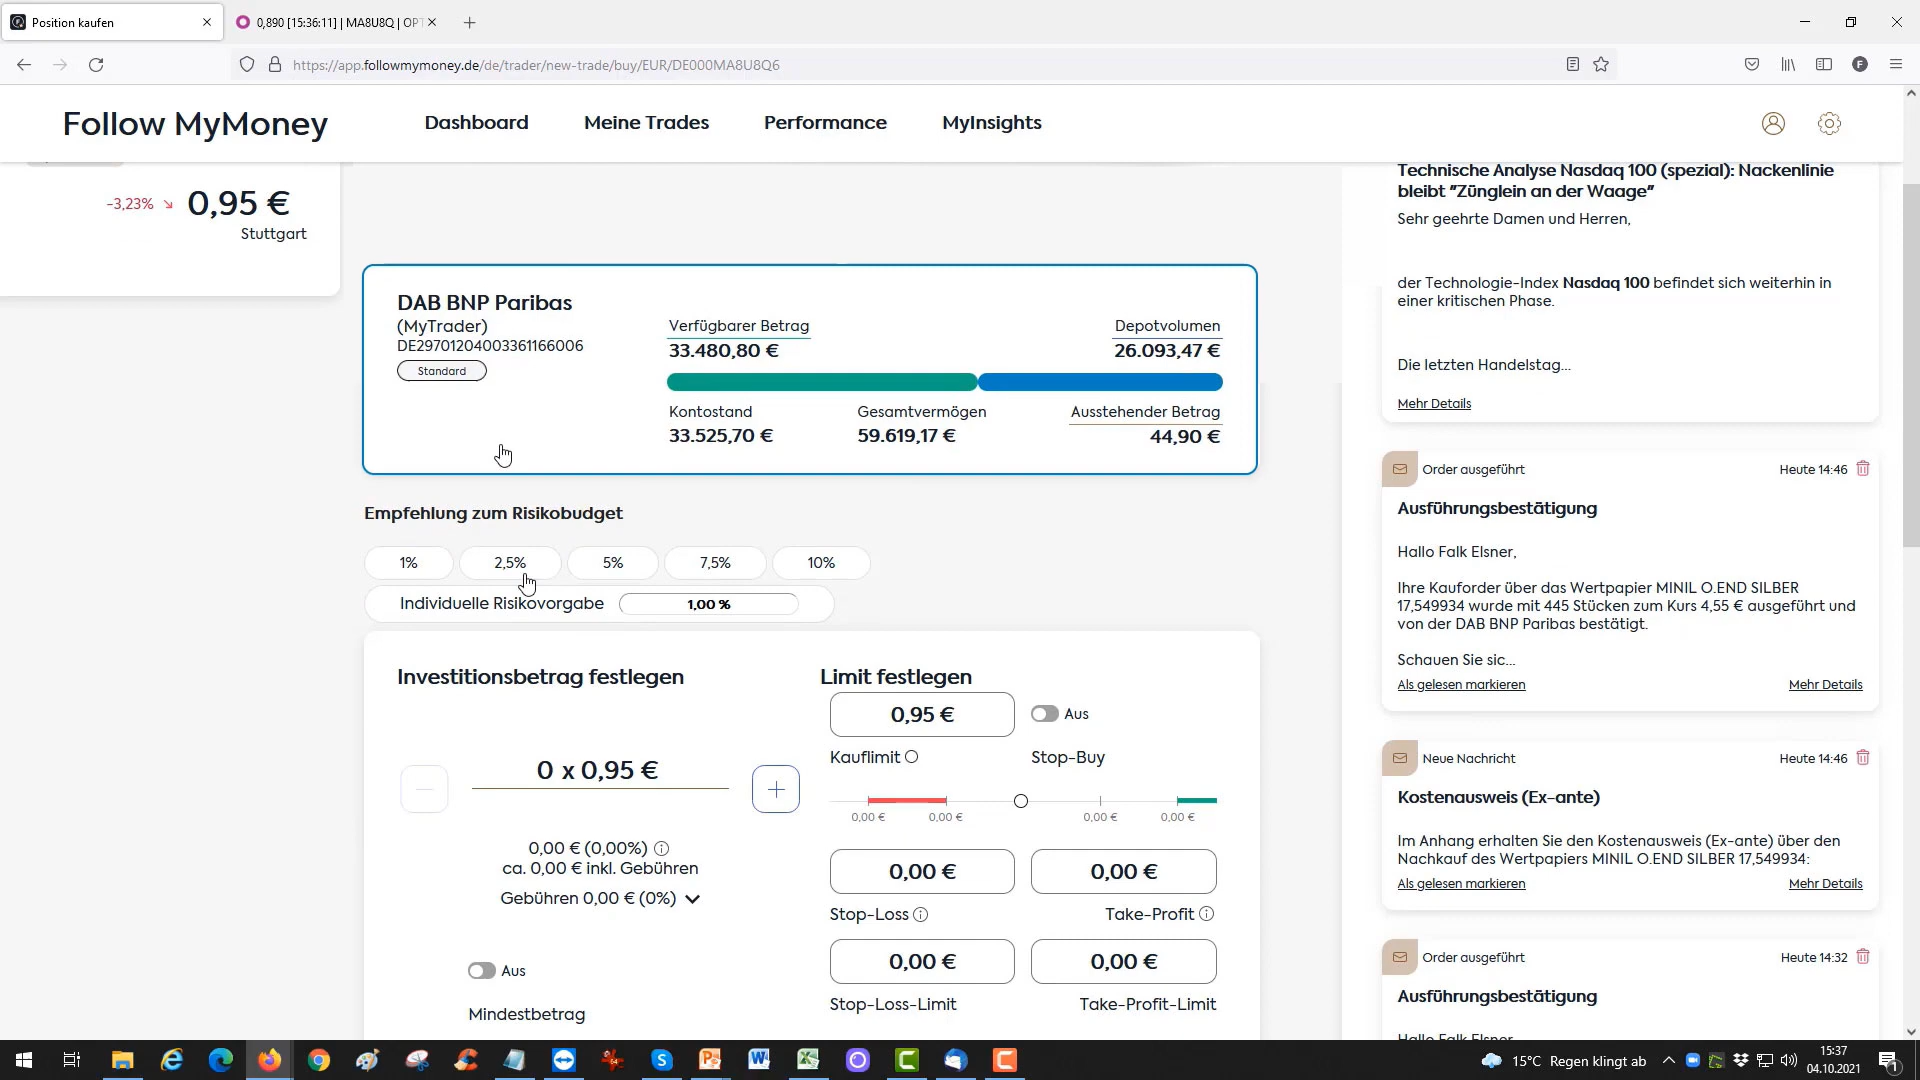 Position kaufen
0,890 [15:36:11] | MA8U8Q | OPT
https://app.followmymoney.de/de/trader/new-trade/buy/EUR/DE000MA8U8Q6
Follow MyMoney
Dashboard
Meine Trades
Performance
MyInsights
-3,23% ↘ 0,95 €
Stuttgart
DAB BNP Paribas
(MyTrader)
DE29701204003361166006
Standard
Verfügbarer Betrag
33.480,80 €
Depotvolumen
26.093,47 €
Kontostand
33.525,70 €
Gesamtvermögen
59.619,17 €
Ausstehender Betrag
44,90 €
Empfehlung zum Risikobudget
1%
2,5%
5%
7,5%
10%
Individuelle Risikovorgabe
1,00 %
Investitionsbetrag festlegen
0 x 0,95 €
0,00 € (0,00%)
ca. 0,00 € inkl. Gebühren
Gebühren 0,00 € (0%)
Aus
Mindestbetrag
Limit festlegen
0,95 €
Aus
Kauflimit
Stop-Buy
0,00 €
0,00 €
0,00 €
0,00 €
0,00 €
0,00 €
Stop-Loss
Take-Profit
0,00 €
0,00 €
Stop-Loss-Limit
Take-Profit-Limit
Technische Analyse Nasdaq 100 (spezial): Nackenlinie
bleibt "Zünglein an der Waage"
Sehr geehrte Damen und Herren,
der Technologie-Index Nasdaq 100 befindet sich weiterhin in
einer kritischen Phase.
Die letzten Handelstag...
Mehr Details
Order ausgeführt
Heute 14:46
Ausführungsbestätigung
Hallo Falk Elsner,
Ihre Kauforder über das Wertpapier MINIL O.END SILBER
17,549934 wurde mit 445 Stücken zum Kurs 4,55 € ausgeführt und
von der DAB BNP Paribas bestätigt.
Schauen Sie sic...
Als gelesen markieren
Mehr Details
Neue Nachricht
Heute 14:46
Kostenausweis (Ex-ante)
Im Anhang erhalten Sie den Kostenausweis (Ex-ante) über den
Nachkauf des Wertpapiers MINIL O.END SILBER 17,549934:
Als gelesen markieren
Mehr Details
Order ausgeführt
Heute 14:32
Ausführungsbestätigung
Hallo Falk Elsner
15°C Regen klingt ab
15:37
04.10.2021